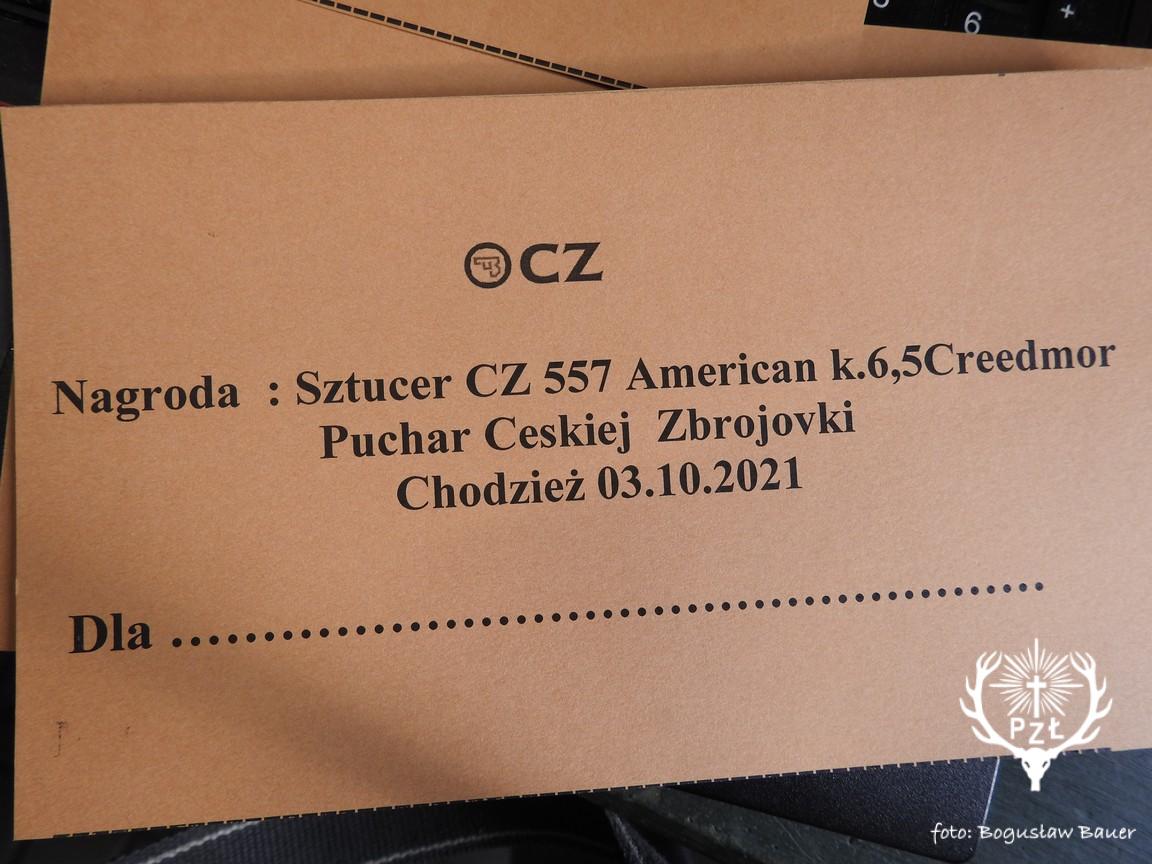 6
+
CZ
Nagroda : Sztucer CZ 557 American k.6,5Creedmor
Puchar Ceskiej Zbrojovki
Chodzież 03.10.2021
Dla ................................................
PZŁ
foto: Bogusław Bauer